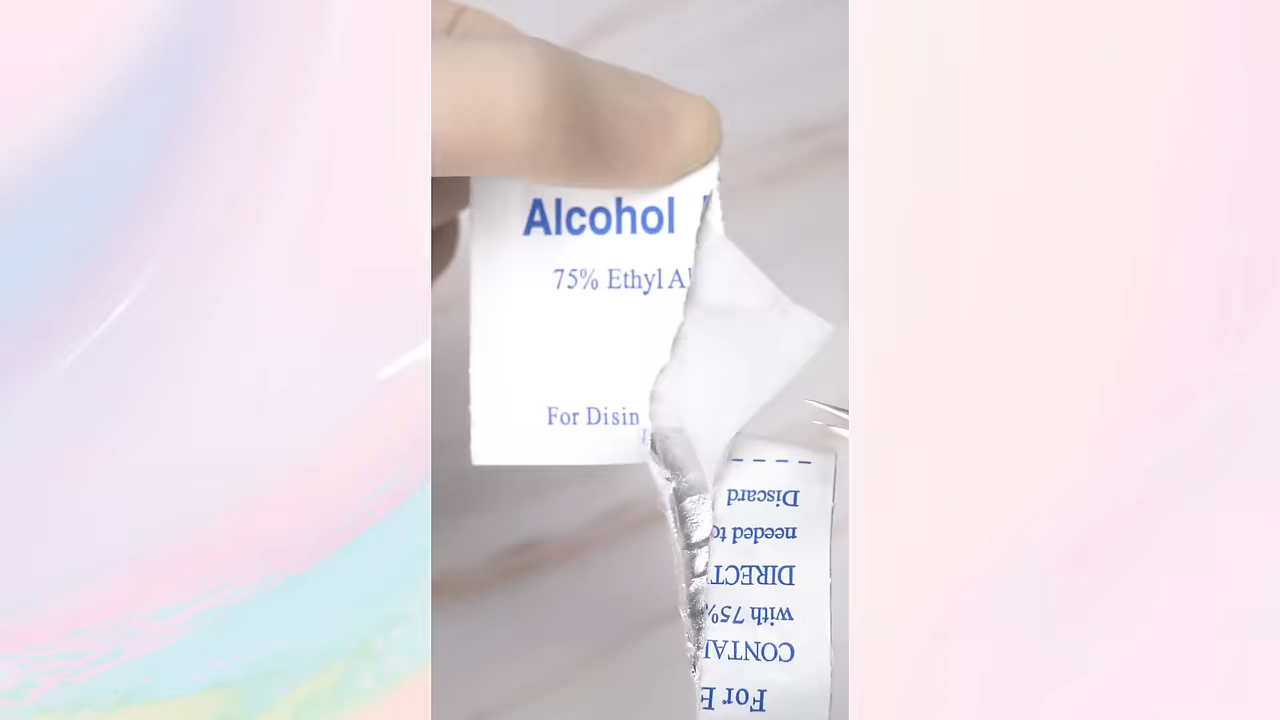 Alcohol
75% Ethyl Al
For Disin
Discard
needed to
DIRECT
with 75%
CONTAI
For E